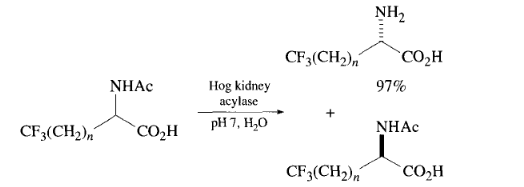 NH₂
CF₃(CH₂)ₙ CO₂H
97%
NHAc
CF₃(CH₂)ₙ CO₂H
Hog kidney
acylase
pH 7, H₂O
+
NHAc
CF₃(CH₂)ₙ CO₂H